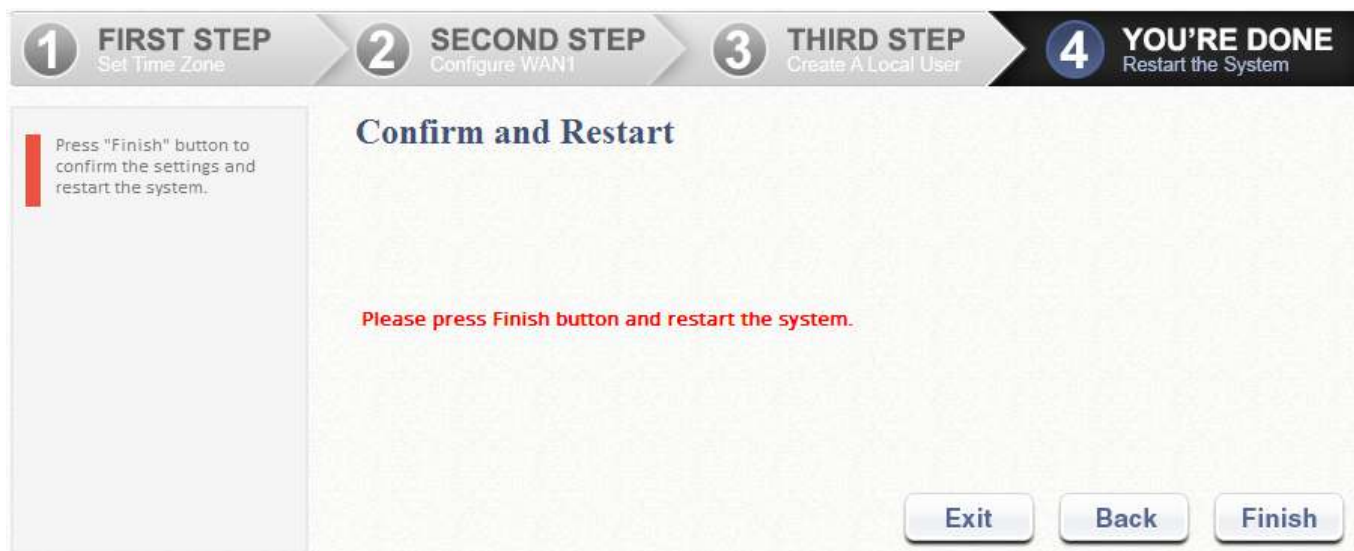 1 FIRST STEP
Set Time Zone
2 SECOND STEP
Configure WAN1
3 THIRD STEP
Create A Local User
4 YOU'RE DONE
Restart the System
Press "Finish" button to
confirm the settings and
restart the system.
Confirm and Restart
Please press Finish button and restart the system.
Exit Back Finish